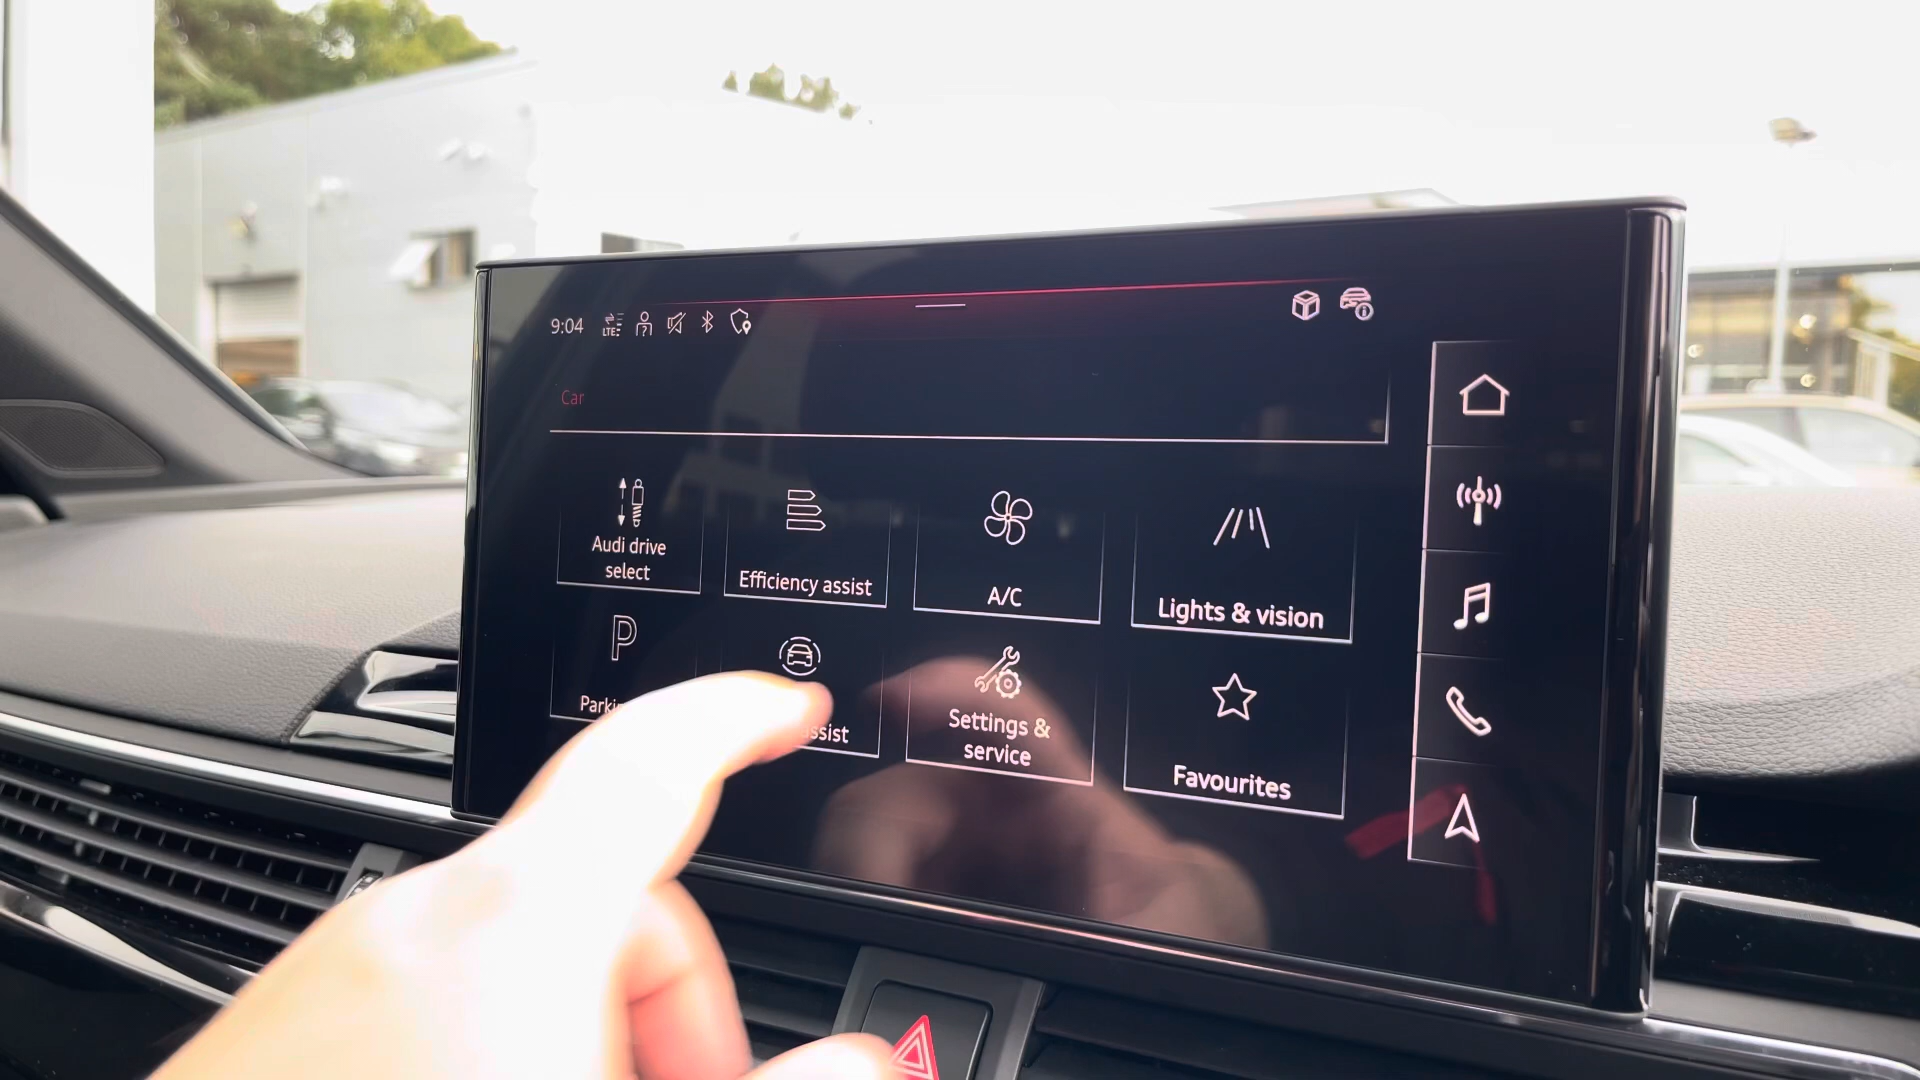 9:04
LTE
Car
Audi drive
select
Efficiency assist
A/C
Lights & vision
P
Settings &
service
Favourites